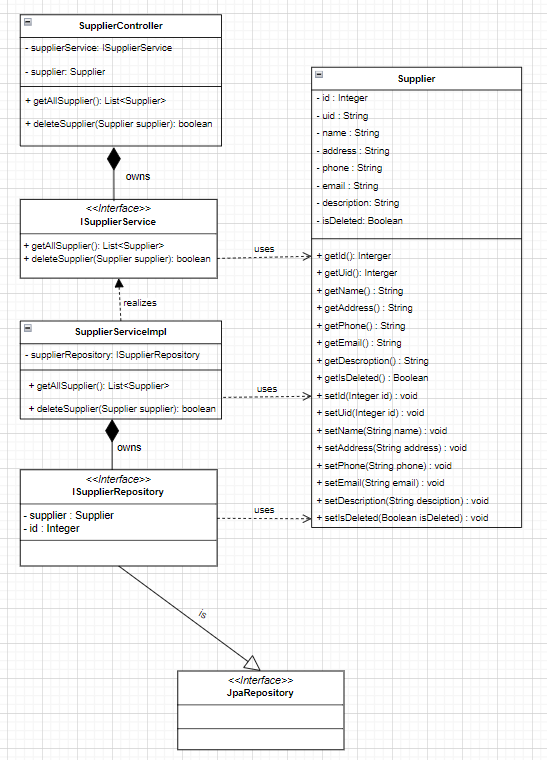 SupplierController
- supplierService: ISupplierService
- supplier: Supplier
+ getAllSupplier(): List<Supplier>
+ deleteSupplier(Supplier supplier): boolean
owns
<<Interface>>
ISupplierService
+ getAllSupplier(): List<Supplier>
+ deleteSupplier(Supplier supplier): boolean
uses
realizes
SupplierServiceImpl
- supplierRepository: ISupplierRepository
+ getAllSupplier(): List<Supplier>
+ deleteSupplier(Supplier supplier): boolean
uses
owns
<<Interface>>
ISupplierRepository
- supplier : Supplier
- id : Integer
uses
is
<<Interface>>
JpaRepository
Supplier
- id : Integer
- uid : String
- name : String
- address : String
- phone : String
- email : String
- description: String
- isDeleted: Boolean
+ getId(): Interger
+ getUid(): Interger
+ getName() : String
+ getAddress() : String
+ getPhone() : String
+ getEmail() : String
+ getDescroption() : String
+ getIsDeleted() : Boolean
+ setId(Integer id) : void
+ setUid(Integer id) : void
+ setName(String name) : void
+ setAddress(String address) : void
+ setPhone(String phone) : void
+ setEmail(String email) : void
+ setDescription(String desciption) : void
+ setIsDeleted(Boolean isDeleted) : void